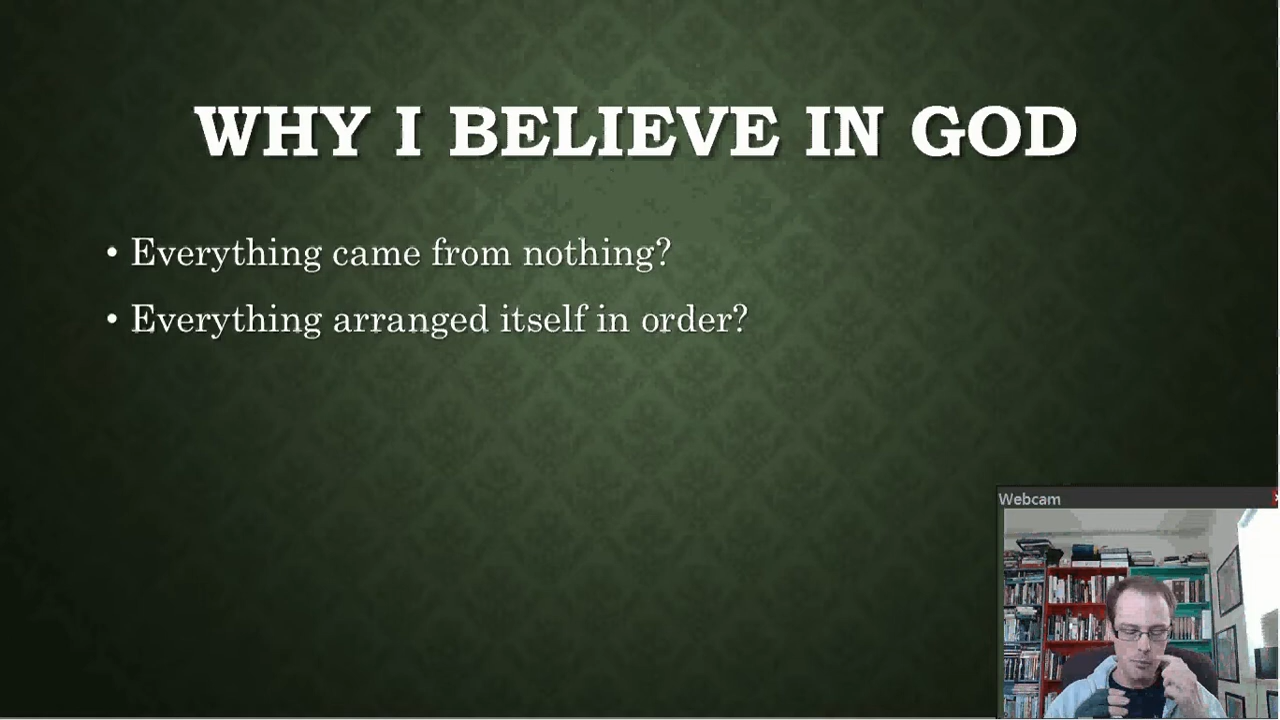 WHY I BELIEVE IN GOD
• Everything came from nothing?
• Everything arranged itself in order?
Webcam